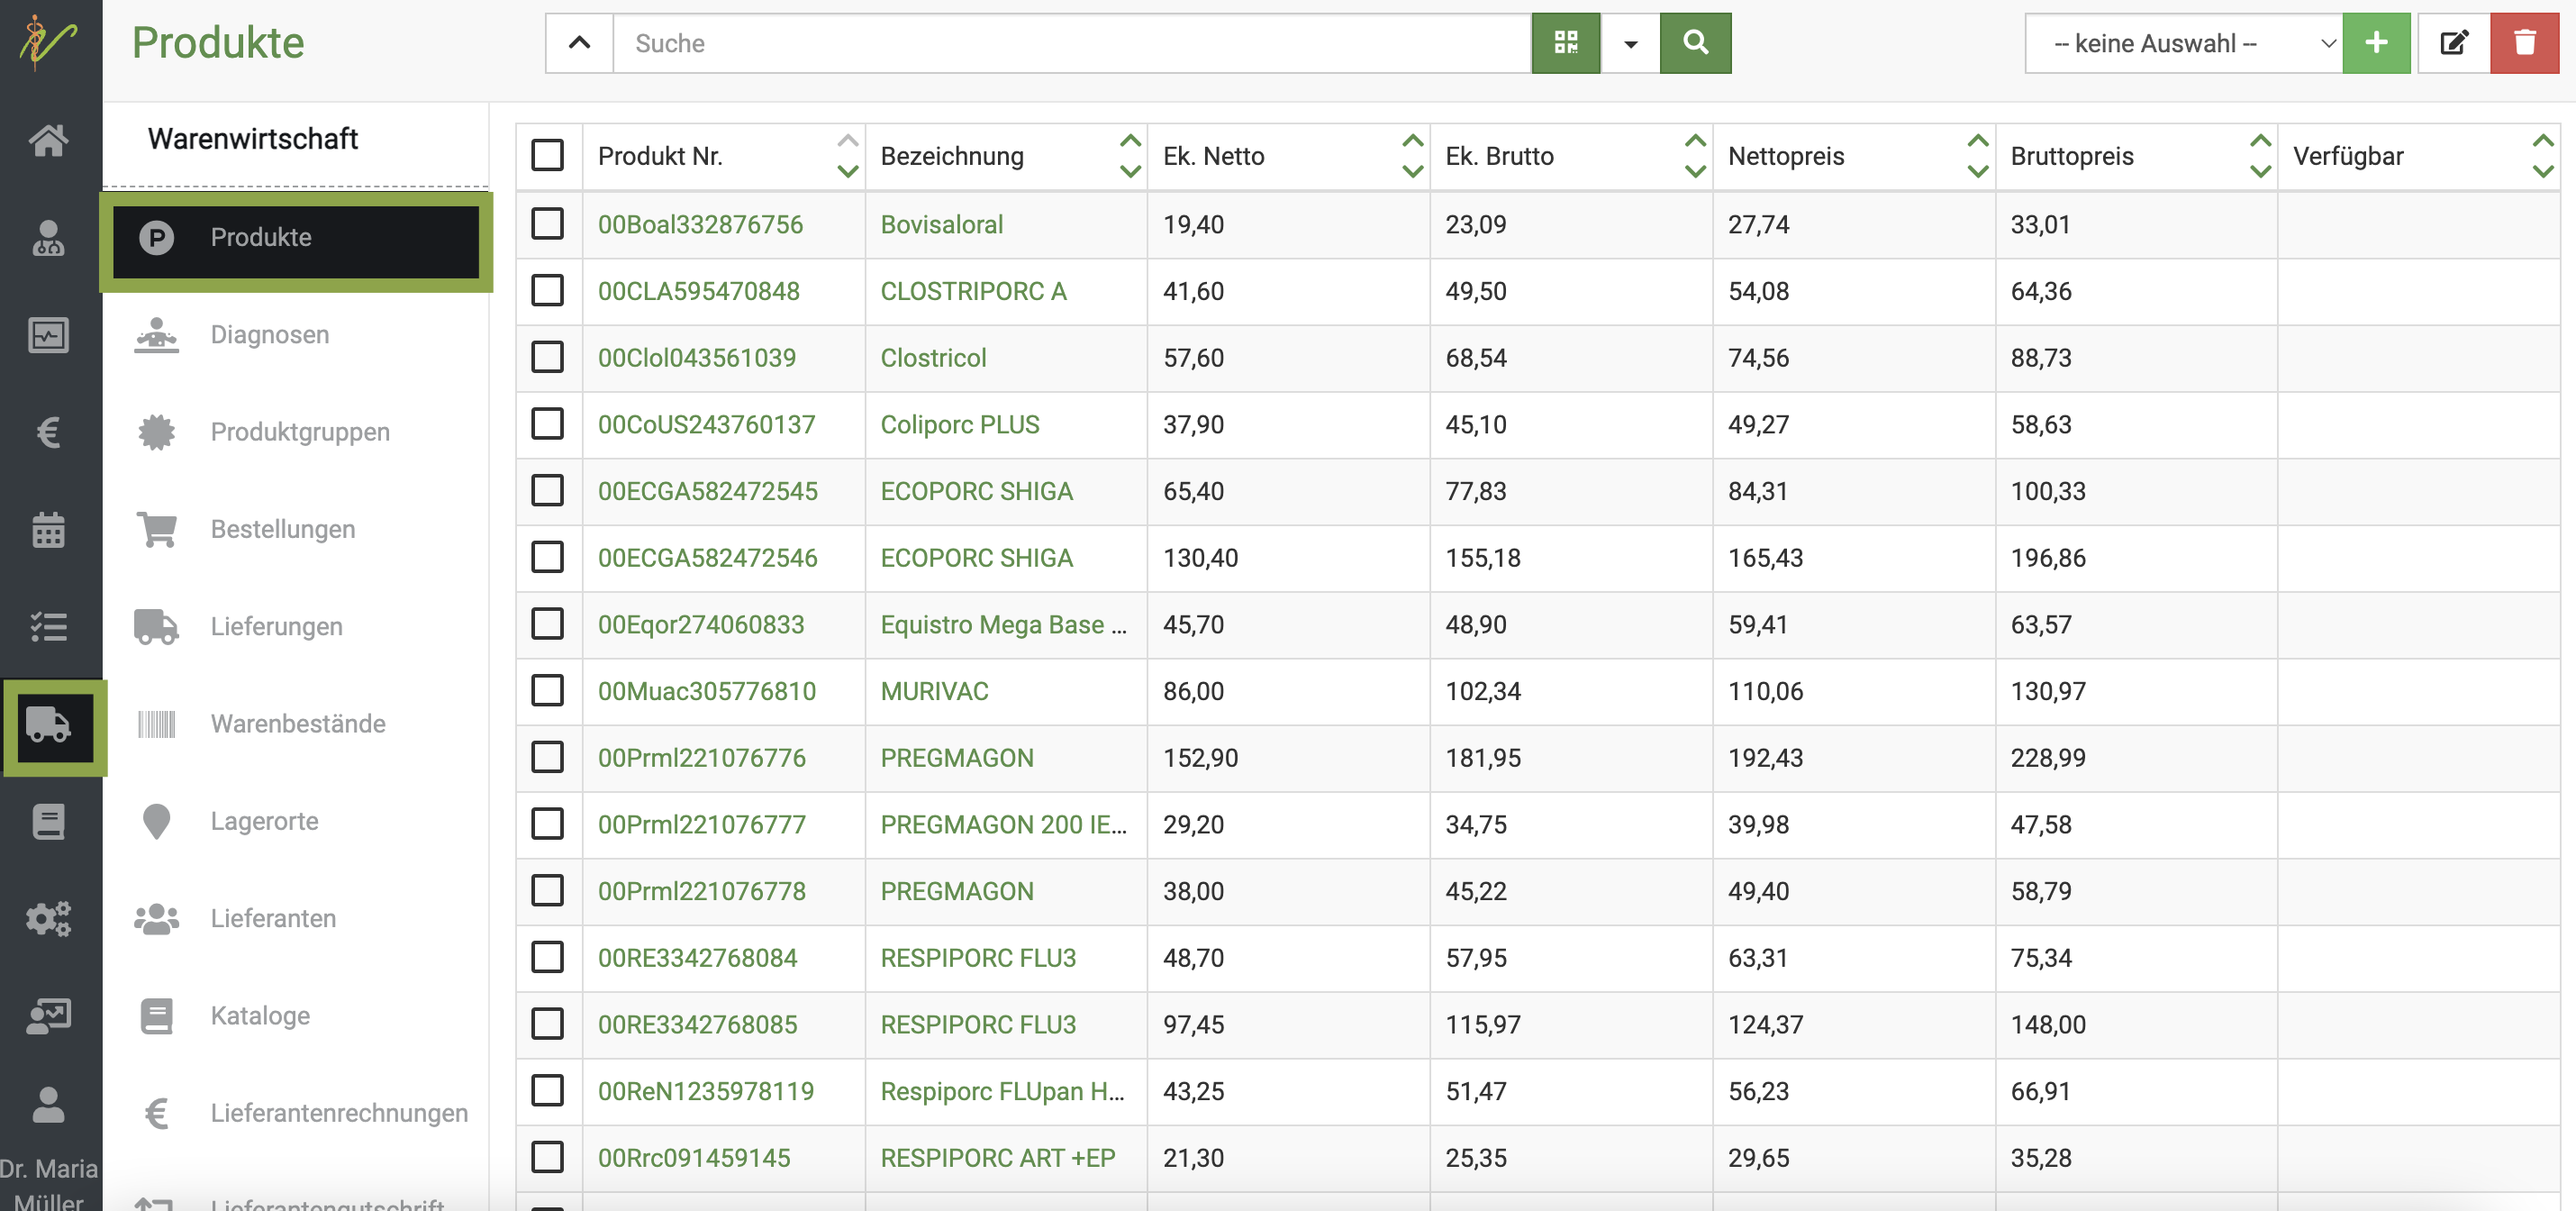 Produkte
Suche
-- keine Auswahl --
Warenwirtschaft
Produkte
Diagnosen
Produktgruppen
Bestellungen
Lieferungen
Warenbestände
Lagerorte
Lieferanten
Kataloge
Lieferantenrechnungen
Lieferantengutschrift
Dr. Maria
Müller
Produkt Nr. Bezeichnung Ek. Netto Ek. Brutto Nettopreis Bruttopreis Verfügbar
00Boal332876756 Bovisaloral 19,40 23,09 27,74 33,01
00CLA595470848 CLOSTRIPORC A 41,60 49,50 54,08 64,36
00Clol043561039 Clostricol 57,60 68,54 74,56 88,73
00CoUS243760137 Coliporc PLUS 37,90 45,10 49,27 58,63
00ECGA582472545 ECOPORC SHIGA 65,40 77,83 84,31 100,33
00ECGA582472546 ECOPORC SHIGA 130,40 155,18 165,43 196,86
00Eqor274060833 Equistro Mega Base ... 45,70 48,90 59,41 63,57
00Muac305776810 MURIVAC 86,00 102,34 110,06 130,97
00Prml221076776 PREGMAGON 152,90 181,95 192,43 228,99
00Prml221076777 PREGMAGON 200 IE... 29,20 34,75 39,98 47,58
00Prml221076778 PREGMAGON 38,00 45,22 49,40 58,79
00RE3342768084 RESPIPORC FLU3 48,70 57,95 63,31 75,34
00RE3342768085 RESPIPORC FLU3 97,45 115,97 124,37 148,00
00ReN1235978119 Respiporc FLUpan H... 43,25 51,47 56,23 66,91
00Rrc091459145 RESPIPORC ART +EP 21,30 25,35 29,65 35,28